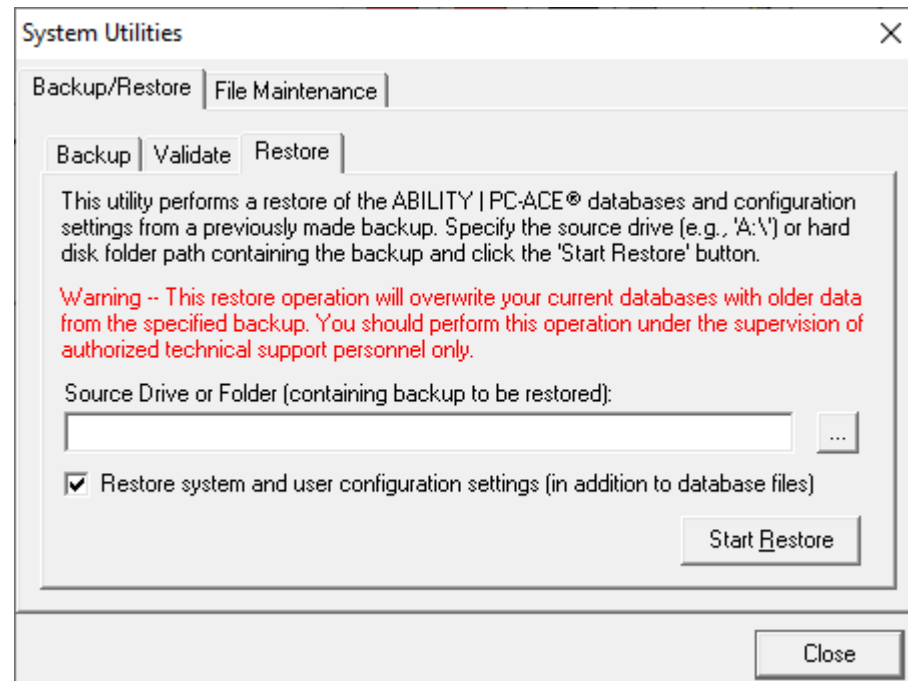 System Utilities
Backup/Restore
File Maintenance
Backup
Validate
Restore
This utility performs a restore of the ABILITY | PC-ACE® databases and configuration
settings from a previously made backup. Specify the source drive (e.g., 'A:\') or hard
disk folder path containing the backup and click the 'Start Restore' button.
Warning -- This restore operation will overwrite your current databases with older data
from the specified backup. You should perform this operation under the supervision of
authorized technical support personnel only.
Source Drive or Folder (containing backup to be restored):
...
Restore system and user configuration settings (in addition to database files)
Start Restore
Close